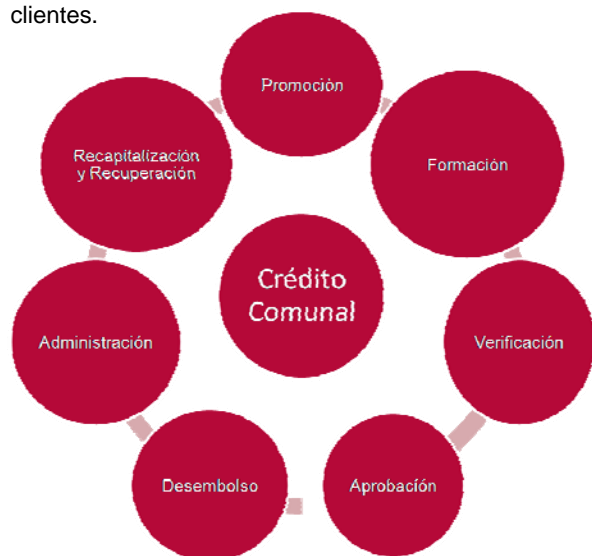 clientes.
Promoción
Formación
Verificación
Aprobación
Desembolso
Administración
Recapitalización
y Recuperación
Crédito
Comunal